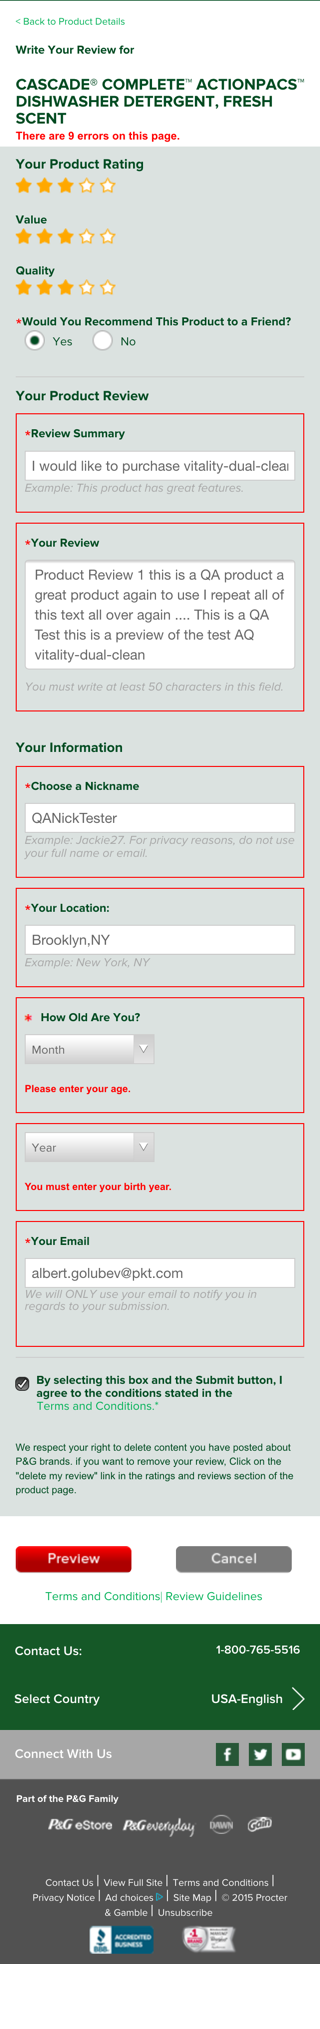 < Back to Product Details
Write Your Review for
CASCADE® COMPLETE™ ACTIONPACS™
DISHWASHER DETERGENT, FRESH
SCENT
There are 9 errors on this page.
Your Product Rating
Value
Quality
*Would You Recommend This Product to a Friend?
Yes No
Your Product Review
*Review Summary
I would like to purchase vitality-dual-clean
Example: This product has great features.
*Your Review
Product Review 1 this is a QA product a
great product again to use I repeat all of
this text all over again .... This is a QA
Test this is a preview of the test AQ
vitality-dual-clean
You must write at least 50 characters in this field.
Your Information
*Choose a Nickname
QANickTester
Example: Jackie27. For privacy reasons, do not use
your full name or email.
*Your Location:
Brooklyn,NY
Example: New York, NY
* How Old Are You?
Month
Please enter your age.
Year
You must enter your birth year.
*Your Email
albert.golubev@pkt.com
We will ONLY use your email to notify you in
regards to your submission.
By selecting this box and the Submit button, I
agree to the conditions stated in the
Terms and Conditions.*
We respect your right to delete content you have posted about
P&G brands. if you want to remove your review, Click on the
"delete my review" link in the ratings and reviews section of the
product page.
Preview Cancel
Terms and Conditions| Review Guidelines
Contact Us: 1-800-765-5516
Select Country USA-English
Connect With Us
Part of the P&G Family
P&G eStore P&G everyday DAWN Gain
Contact Us | View Full Site | Terms and Conditions |
Privacy Notice | Ad choices | Site Map | © 2015 Procter
& Gamble | Unsubscribe
BBB ACCREDITED
BUSINESS